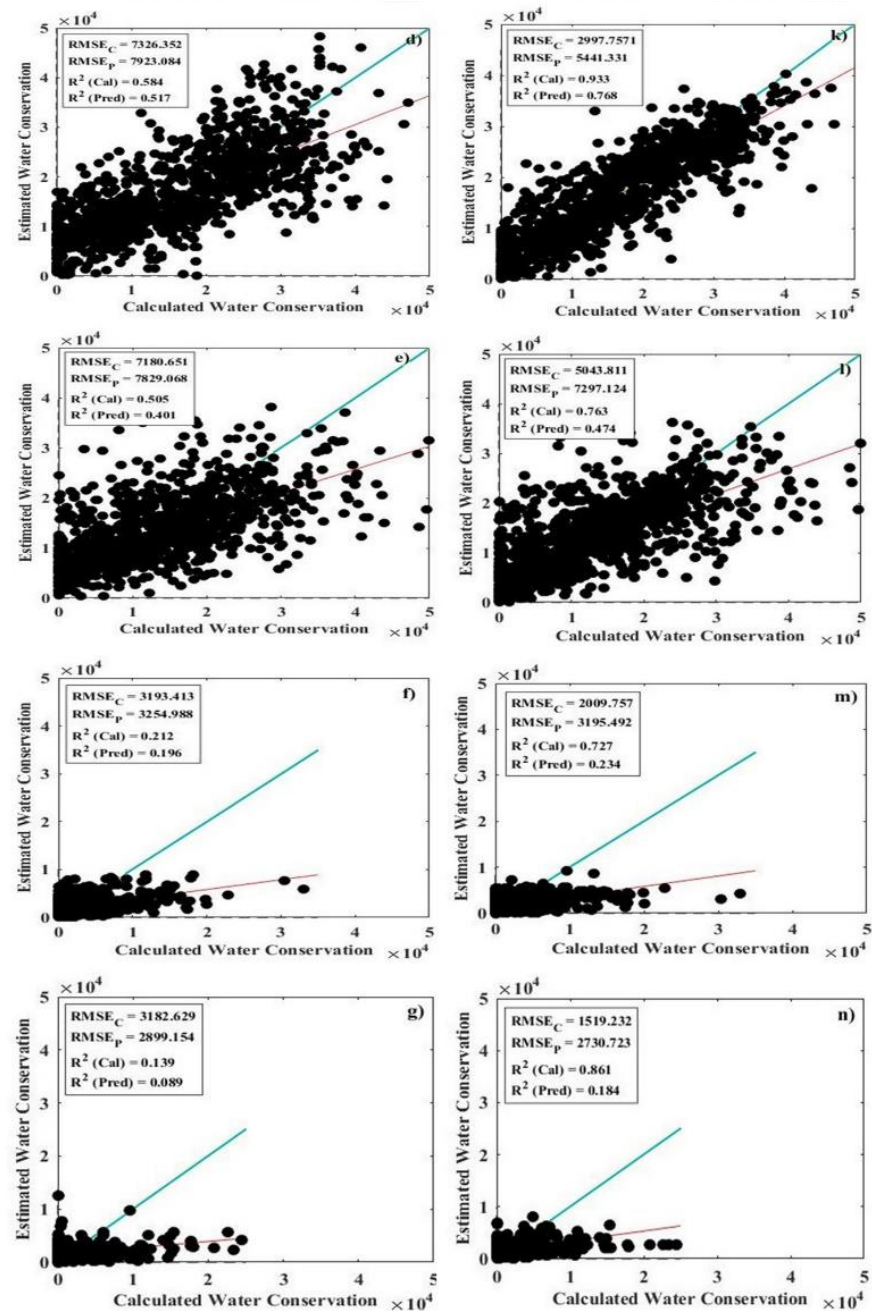 ×10⁴
5
d)
RMSE_C = 7326.352
RMSE_P = 7923.084
R² (Cal) = 0.584
R² (Pred) = 0.517
4
3
2
1
0
Estimated Water Conservation
0 1 2 3 4 5
Calculated Water Conservation
×10⁴
×10⁴
5
k)
RMSE_C = 2997.7571
RMSE_P = 5441.331
R² (Cal) = 0.933
R² (Pred) = 0.768
4
3
2
1
0
Estimated Water Conservation
0 1 2 3 4 5
Calculated Water Conservation
×10⁴
5
e)
RMSE_C = 7180.651
RMSE_P = 7829.068
R² (Cal) = 0.505
R² (Pred) = 0.401
4
3
2
1
0
Estimated Water Conservation
0 1 2 3 4 5
Calculated Water Conservation
×10⁴
5
l)
RMSE_C = 5043.811
RMSE_P = 7297.124
R² (Cal) = 0.763
R² (Pred) = 0.474
4
3
2
1
0
Estimated Water Conservation
0 1 2 3 4 5
Calculated Water Conservation
×10⁴
×10⁴
5
f)
RMSE_C = 3193.413
RMSE_P = 3254.988
R² (Cal) = 0.212
R² (Pred) = 0.196
4
3
2
1
0
Estimated Water Conservation
0 1 2 3 4 5
Calculated Water Conservation
×10⁴
×10⁴
5
m)
RMSE_C = 2009.757
RMSE_P = 3195.492
R² (Cal) = 0.727
R² (Pred) = 0.234
4
3
2
1
0
Estimated Water Conservation
0 1 2 3 4 5
Calculated Water Conservation
×10⁴
×10⁴
5
g)
RMSE_C = 3182.629
RMSE_P = 2899.154
R² (Cal) = 0.139
R² (Pred) = 0.089
4
3
2
1
0
Estimated Water Conservation
0 1 2 3 4 5
Calculated Water Conservation
×10⁴
×10⁴
5
n)
RMSE_C = 1519.232
RMSE_P = 2730.723
R² (Cal) = 0.861
R² (Pred) = 0.184
4
3
2
1
0
Estimated Water Conservation
0 1 2 3 4 5
Calculated Water Conservation
×10⁴